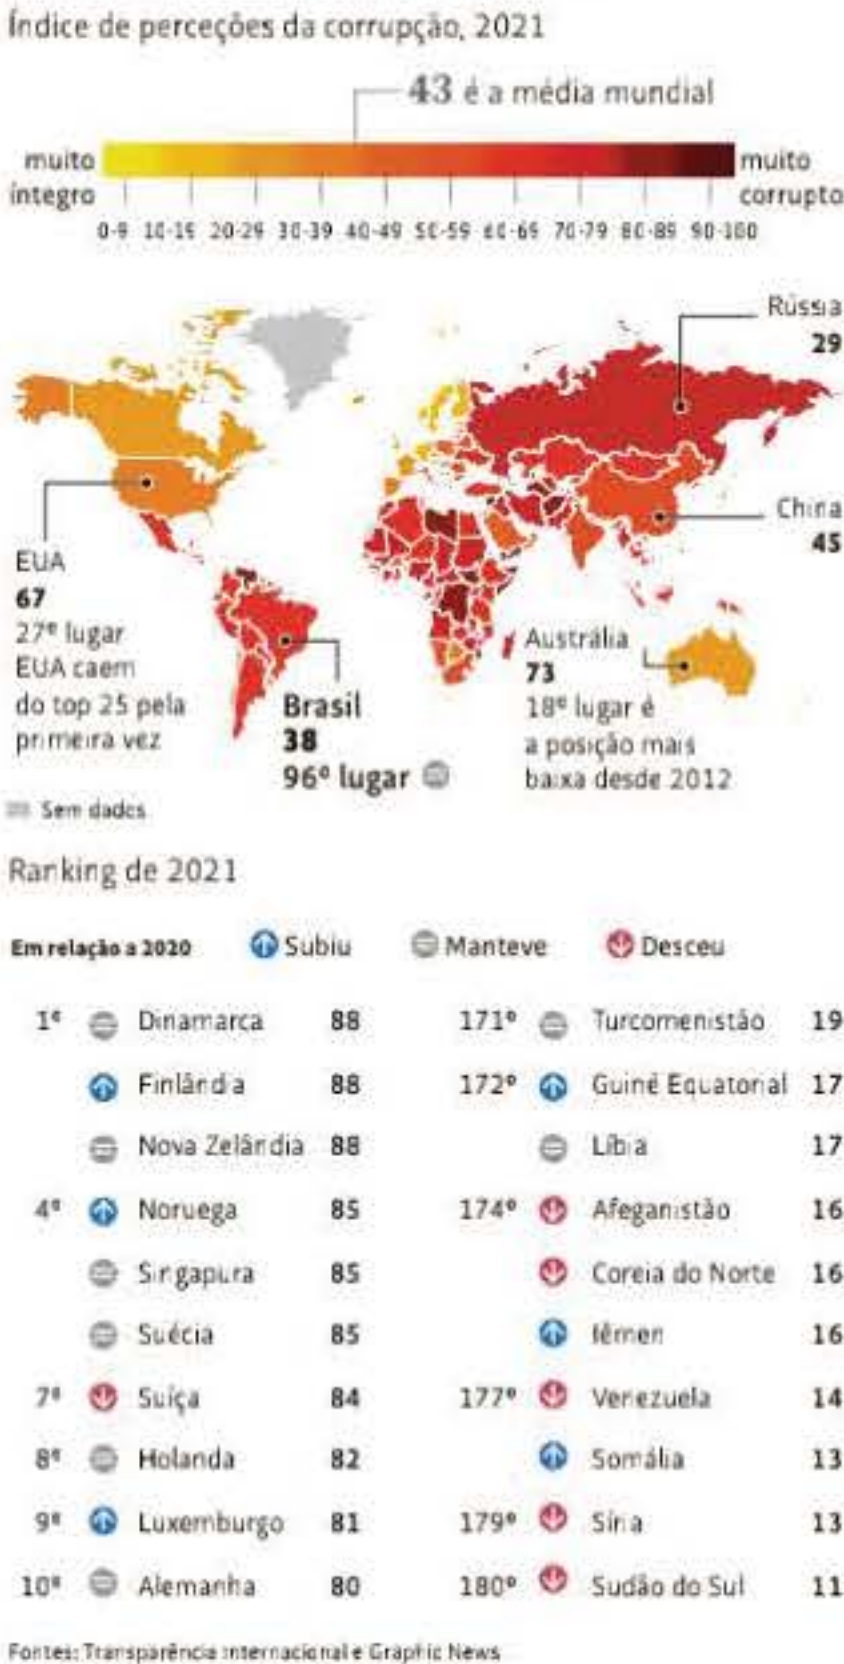 Índice de perceções da corrupção, 2021
43 é a média mundial
muito
íntegro
muito
corrupto
0-9 10-19 20-29 30-39 40-49 50-59 60-69 70-79 80-89 90-100
Rússia
29
China
45
EUA
67
27º lugar
EUA caem
do top 25 pela
primeira vez
Brasil
38
96º lugar
Austrália
73
18º lugar é
a posição mais
baixa desde 2012
Sem dados
Ranking de 2021
Em relação a 2020 Subiu Manteve Desceu
1º Dinamarca 88
Finlândia 88
Nova Zelândia 88
4º Noruega 85
Singapura 85
Suécia 85
7º Suíça 84
8º Holanda 82
9º Luxemburgo 81
10º Alemanha 80
171º Turcomenistão 19
172º Guiné Equatorial 17
Líbia 17
174º Afeganistão 16
Coreia do Norte 16
Iêmen 16
177º Venezuela 14
Somália 13
179º Síria 13
180º Sudão do Sul 11
Fontes: Transparência Internacional e Graphic News